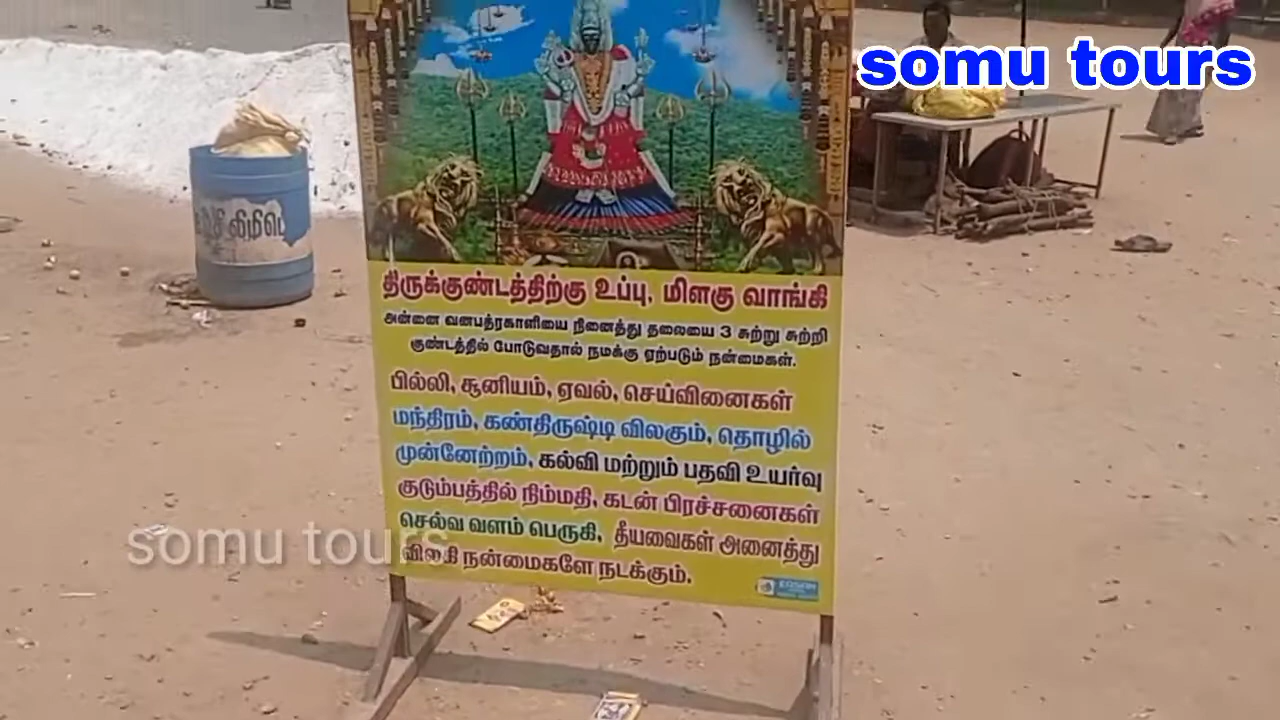 somu tours
திருக்குண்டத்திற்கு உப்பு, மிளகு வாங்கி
அன்னை வனபத்ரகாளியை நினைத்து தலையை 3 சுற்று சுற்றி
குண்டத்தில் போடுவதால் நமக்கு ஏற்படும் நன்மைகள்.
பில்லி, சூனியம், ஏவல், செய்வினைகள்
மந்திரம், கண்திருஷ்டி விலகும், தொழில்
முன்னேற்றம், கல்வி மற்றும் பதவி உயர்வு
குடும்பத்தில் நிம்மதி, கடன் பிரச்சனைகள்
செல்வ வளம் பெருகி, தீயவைகள் அனைத்து
விலகி நன்மைகளே நடக்கும்.
somu tours